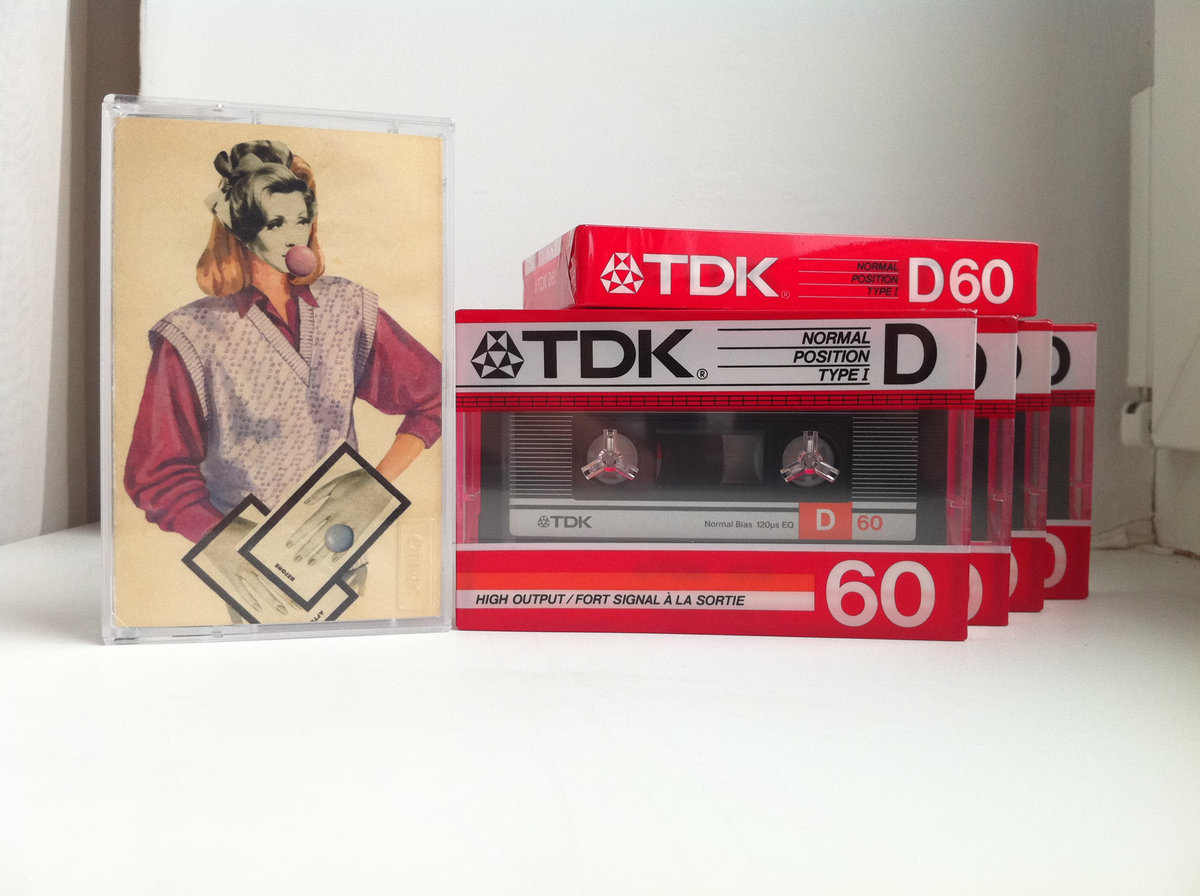 TDK®
NORMAL
POSITION
TYPE I
D60
TDK®
NORMAL
POSITION
TYPE I
D
TDK
Normal Bias 120µs EQ
D
60
HIGH OUTPUT / FORT SIGNAL À LA SORTIE
60
BEFORE